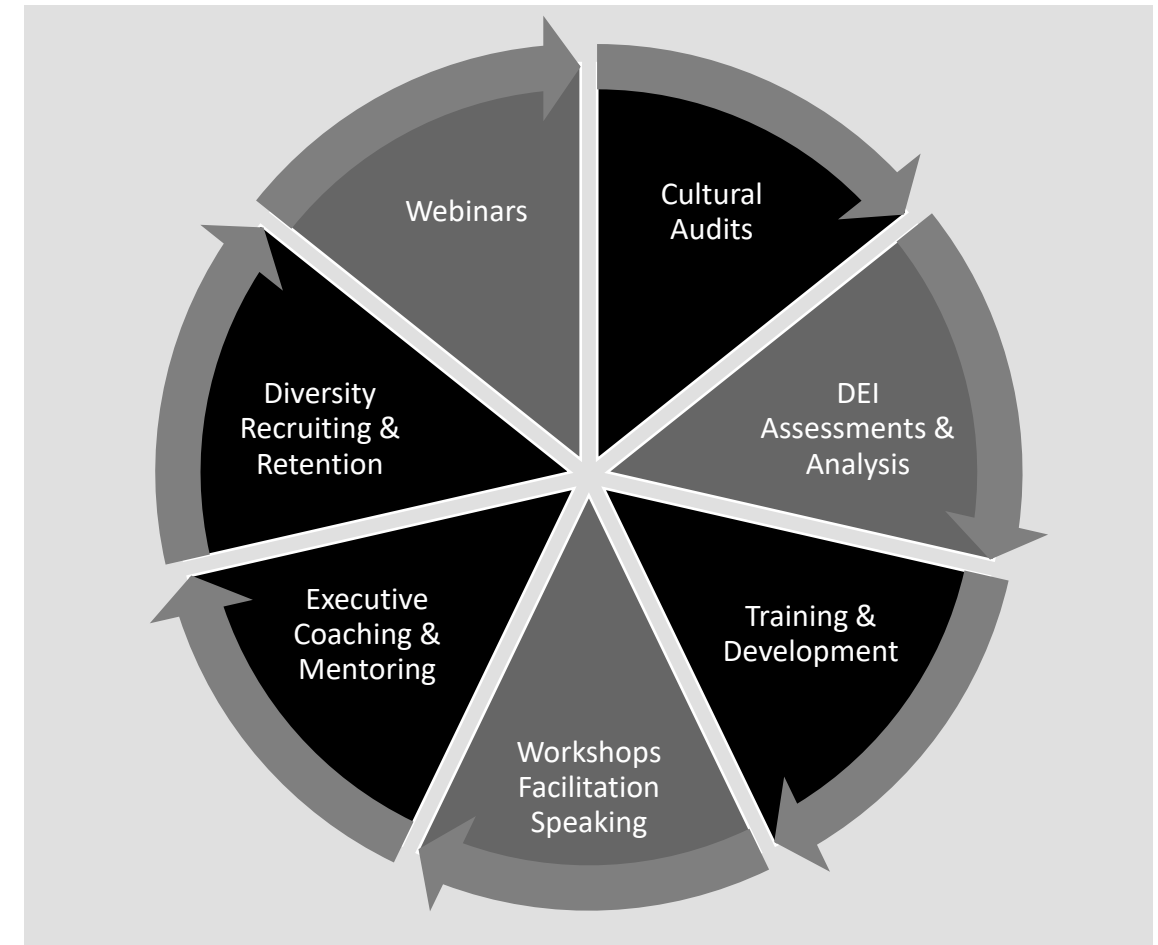 Webinars
Cultural
Audits
DEI
Assessments &
Analysis
Training &
Development
Workshops
Facilitation
Speaking
Executive
Coaching &
Mentoring
Diversity
Recruiting &
Retention